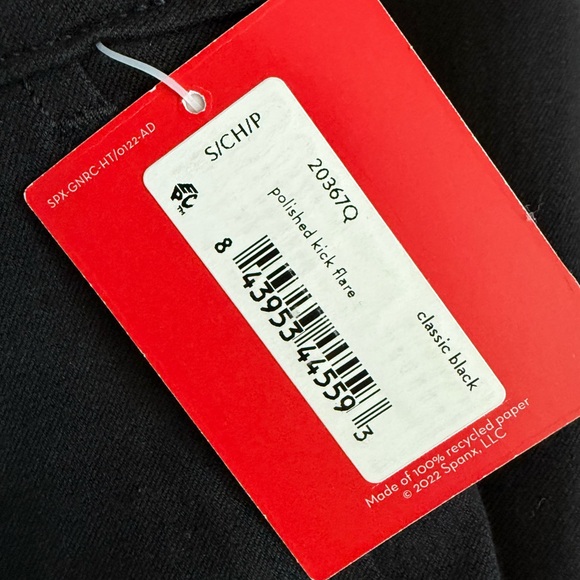 SPX-GNRC-HT/0122-AD
S/CH/P
EPC™
20367Q
polished kick flare
classic black
8 43953 44559 3
Made of 100% recycled paper
© 2022 Spanx, LLC